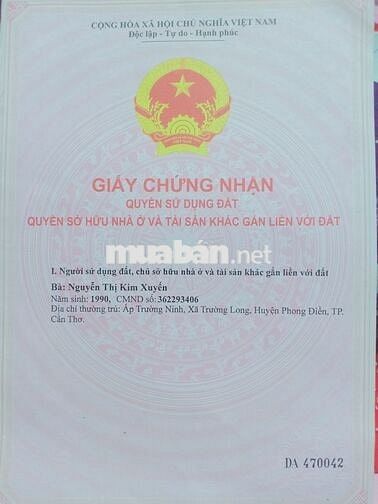 CỘNG HÒA XÃ HỘI CHỦ NGHĨA VIỆT NAM
Độc lập - Tự do - Hạnh phúc
GIẤY CHỨNG NHẬN
QUYỀN SỬ DỤNG ĐẤT
QUYỀN SỞ HỮU NHÀ Ở VÀ TÀI SẢN KHÁC GẮN LIỀN VỚI ĐẤT
muaban.net
I. Người sử dụng đất, chủ sở hữu nhà ở và tài sản khác gắn liền với đất
Bà: Nguyễn Thị Kim Xuyến
Năm sinh: 1990, CMND số: 362293406
Địa chỉ thường trú: Ấp Trường Ninh, Xã Trường Long, Huyện Phong Điền, TP.
Cần Thơ.
DA 470042